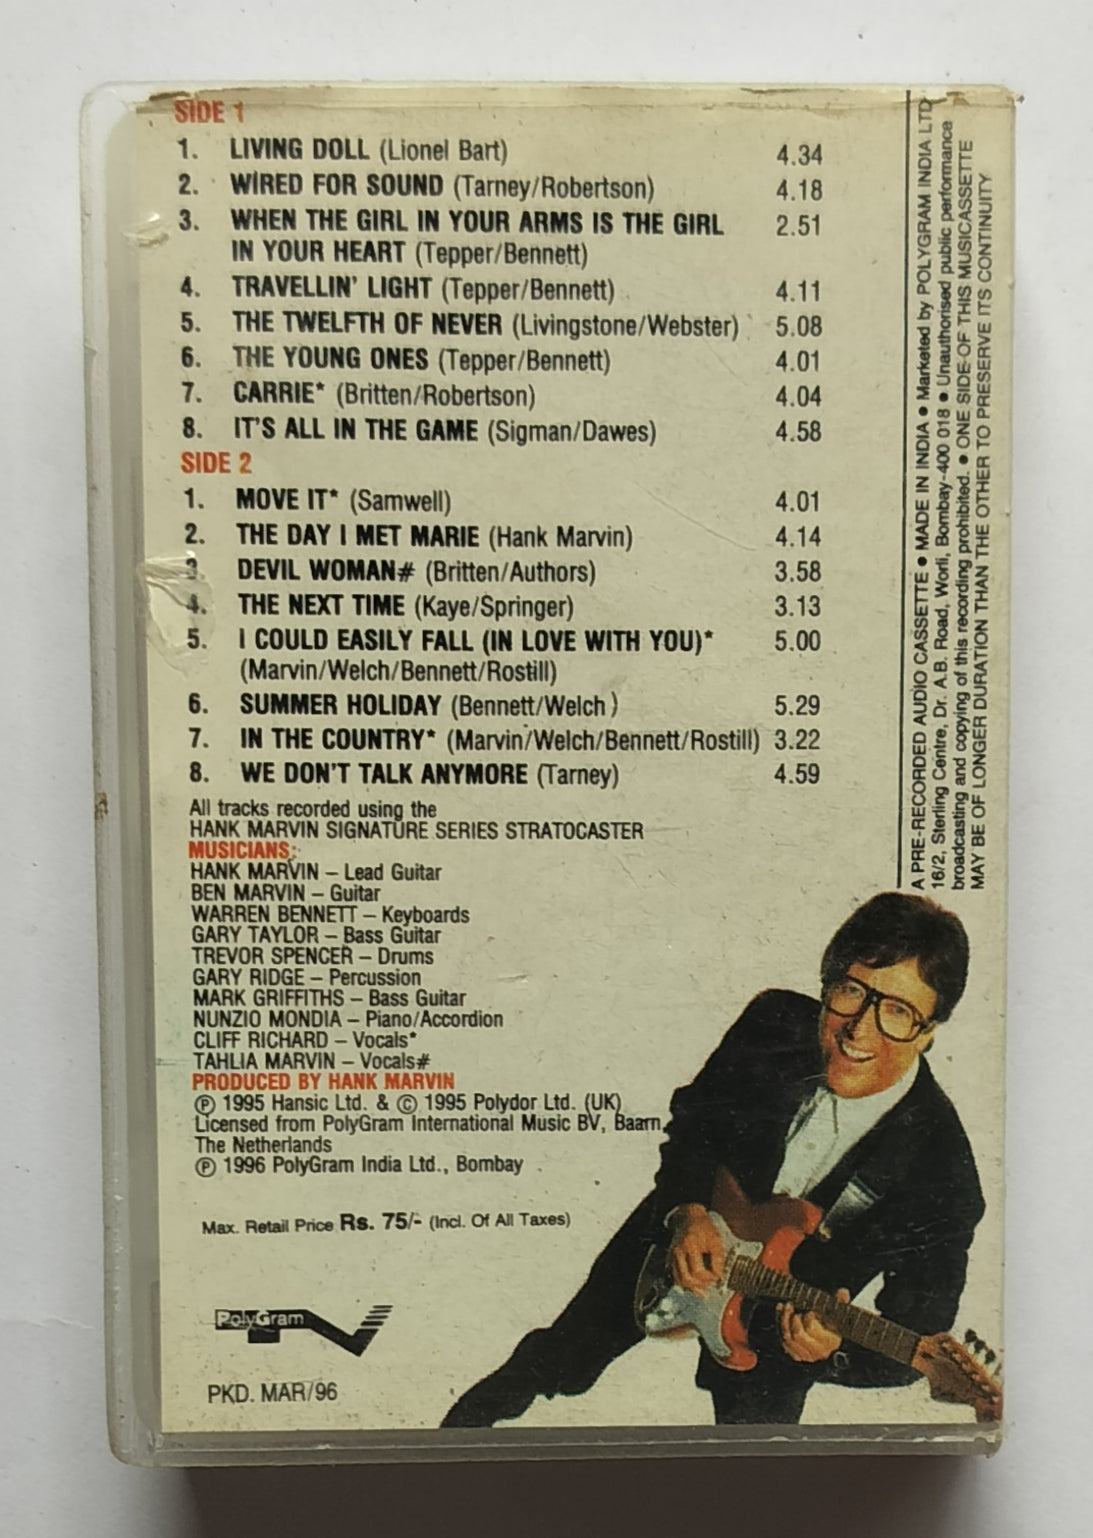 SIDE 1
1. LIVING DOLL (Lionel Bart) 4.34
2. WIRED FOR SOUND (Tarney/Robertson) 4.18
3. WHEN THE GIRL IN YOUR ARMS IS THE GIRL 2.51
IN YOUR HEART (Tepper/Bennett)
4. TRAVELLIN' LIGHT (Tepper/Bennett) 4.11
5. THE TWELFTH OF NEVER (Livingstone/Webster) 5.08
6. THE YOUNG ONES (Tepper/Bennett) 4.01
7. CARRIE* (Britten/Robertson) 4.04
8. IT'S ALL IN THE GAME (Sigman/Dawes) 4.58
SIDE 2
1. MOVE IT* (Samwell) 4.01
2. THE DAY I MET MARIE (Hank Marvin) 4.14
3. DEVIL WOMAN# (Britten/Authors) 3.58
4. THE NEXT TIME (Kaye/Springer) 3.13
5. I COULD EASILY FALL (IN LOVE WITH YOU)* 5.00
(Marvin/Welch/Bennett/Rostill)
6. SUMMER HOLIDAY (Bennett/Welch) 5.29
7. IN THE COUNTRY* (Marvin/Welch/Bennett/Rostill) 3.22
8. WE DON'T TALK ANYMORE (Tarney) 4.59
All tracks recorded using the
HANK MARVIN SIGNATURE SERIES STRATOCASTER
MUSICIANS:
HANK MARVIN – Lead Guitar
BEN MARVIN – Guitar
WARREN BENNETT – Keyboards
GARY TAYLOR – Bass Guitar
TREVOR SPENCER – Drums
GARY RIDGE – Percussion
MARK GRIFFITHS – Bass Guitar
NUNZIO MONDIA – Piano/Accordion
CLIFF RICHARD – Vocals*
TAHLIA MARVIN – Vocals#
PRODUCED BY HANK MARVIN
Ⓟ 1995 Hansic Ltd. & © 1995 Polydor Ltd. (UK)
Licensed from PolyGram International Music BV, Baarn,
The Netherlands
Ⓟ 1996 PolyGram India Ltd., Bombay
Max. Retail Price Rs. 75/- (Incl. Of All Taxes)
PolyGram
PKD. MAR/96
A PRE-RECORDED AUDIO CASSETTE ● MADE IN INDIA ● Marketed by POLYGRAM INDIA LTD
16/2, Sterling Centre, Dr. A.B. Road, Worli, Bombay-400 018 ● Unauthorised public performance
broadcasting and copying of this recording prohibited. ● ONE SIDE OF THIS MUSICASSETTE
MAY BE OF LONGER DURATION THAN THE OTHER TO PRESERVE ITS CONTINUITY